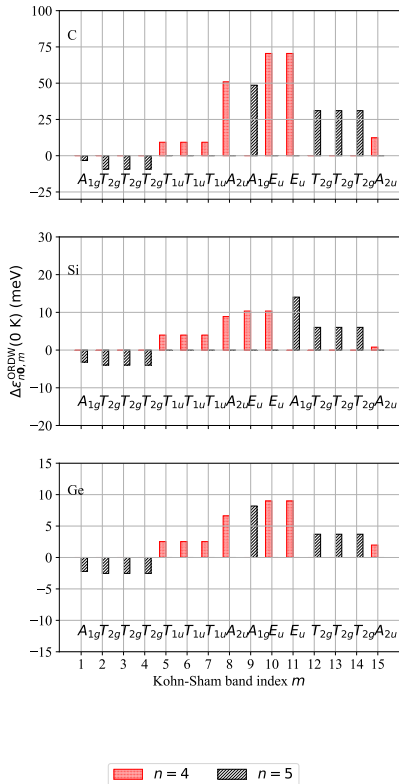 100
75
50
25
0
−25
C
A1g T2g T2g T2g T1u T1u T1u A2u A1g Eu Eu T2g T2g T2g A2u
30
20
10
0
−10
−20
Si
A1g T2g T2g T2g T1u T1u T1u A2u Eu Eu A1g T2g T2g T2g A2u
Δε^{ORDW}_{n0,m}(0 K) (meV)
15
10
5
0
−5
−10
−15
Ge
A1g T2g T2g T2g T1u T1u T1u A2u A1g Eu Eu T2g T2g T2g A2u
1 2 3 4 5 6 7 8 9 10 11 12 13 14 15
Kohn-Sham band index m
n = 4 n = 5